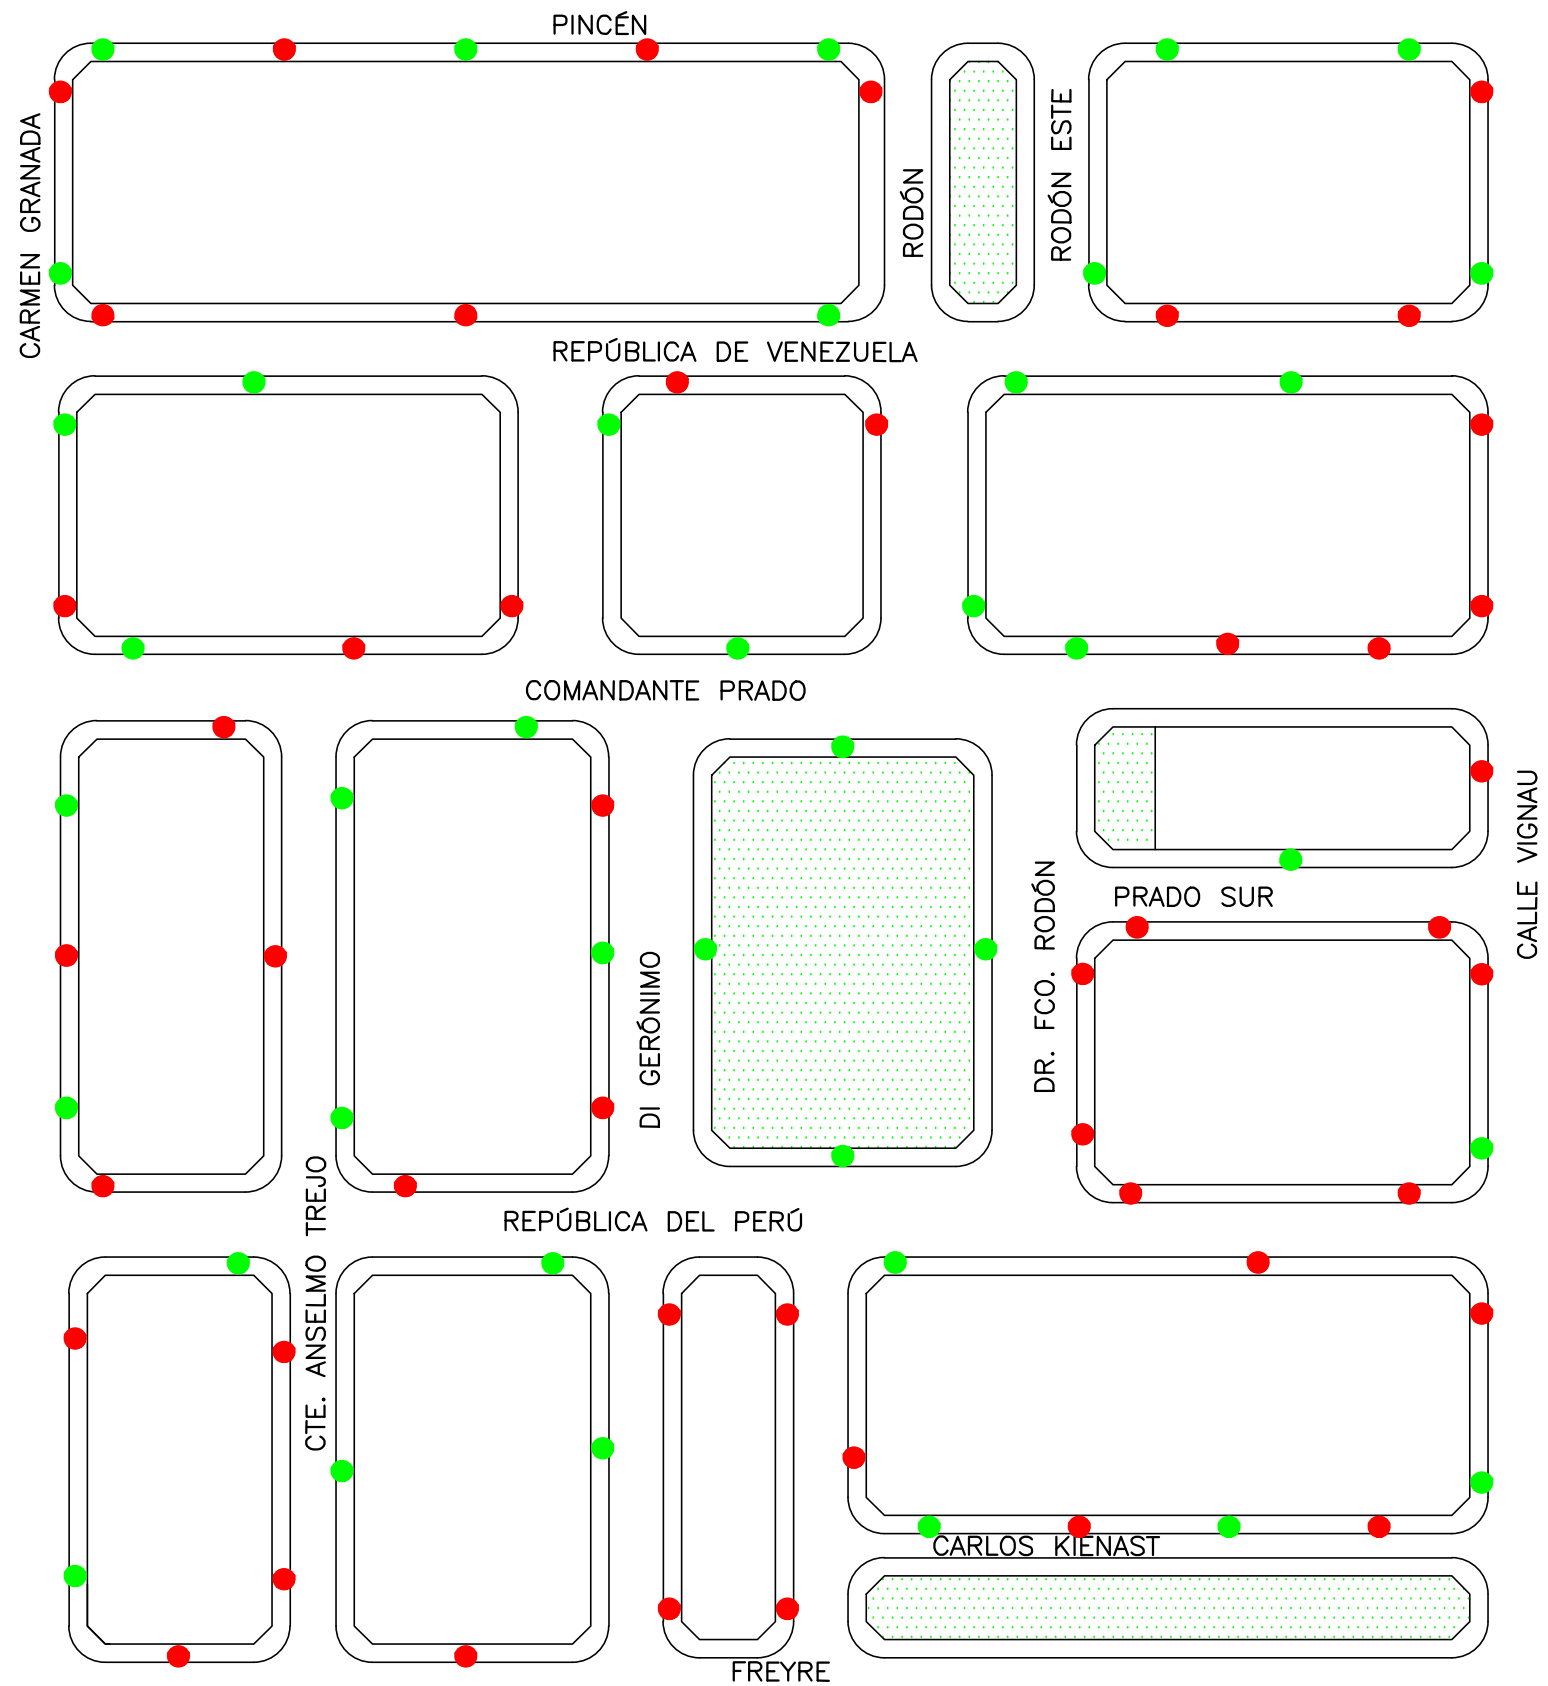 PINCÉN
CARMEN GRANADA
RODÓN
RODÓN ESTE
REPÚBLICA DE VENEZUELA
COMANDANTE PRADO
CALLE VIGNAU
PRADO SUR
DR. FCO. RODÓN
DI GERÓNIMO
REPÚBLICA DEL PERÚ
CTE. ANSELMO TREJO
CARLOS KIENAST
FREYRE